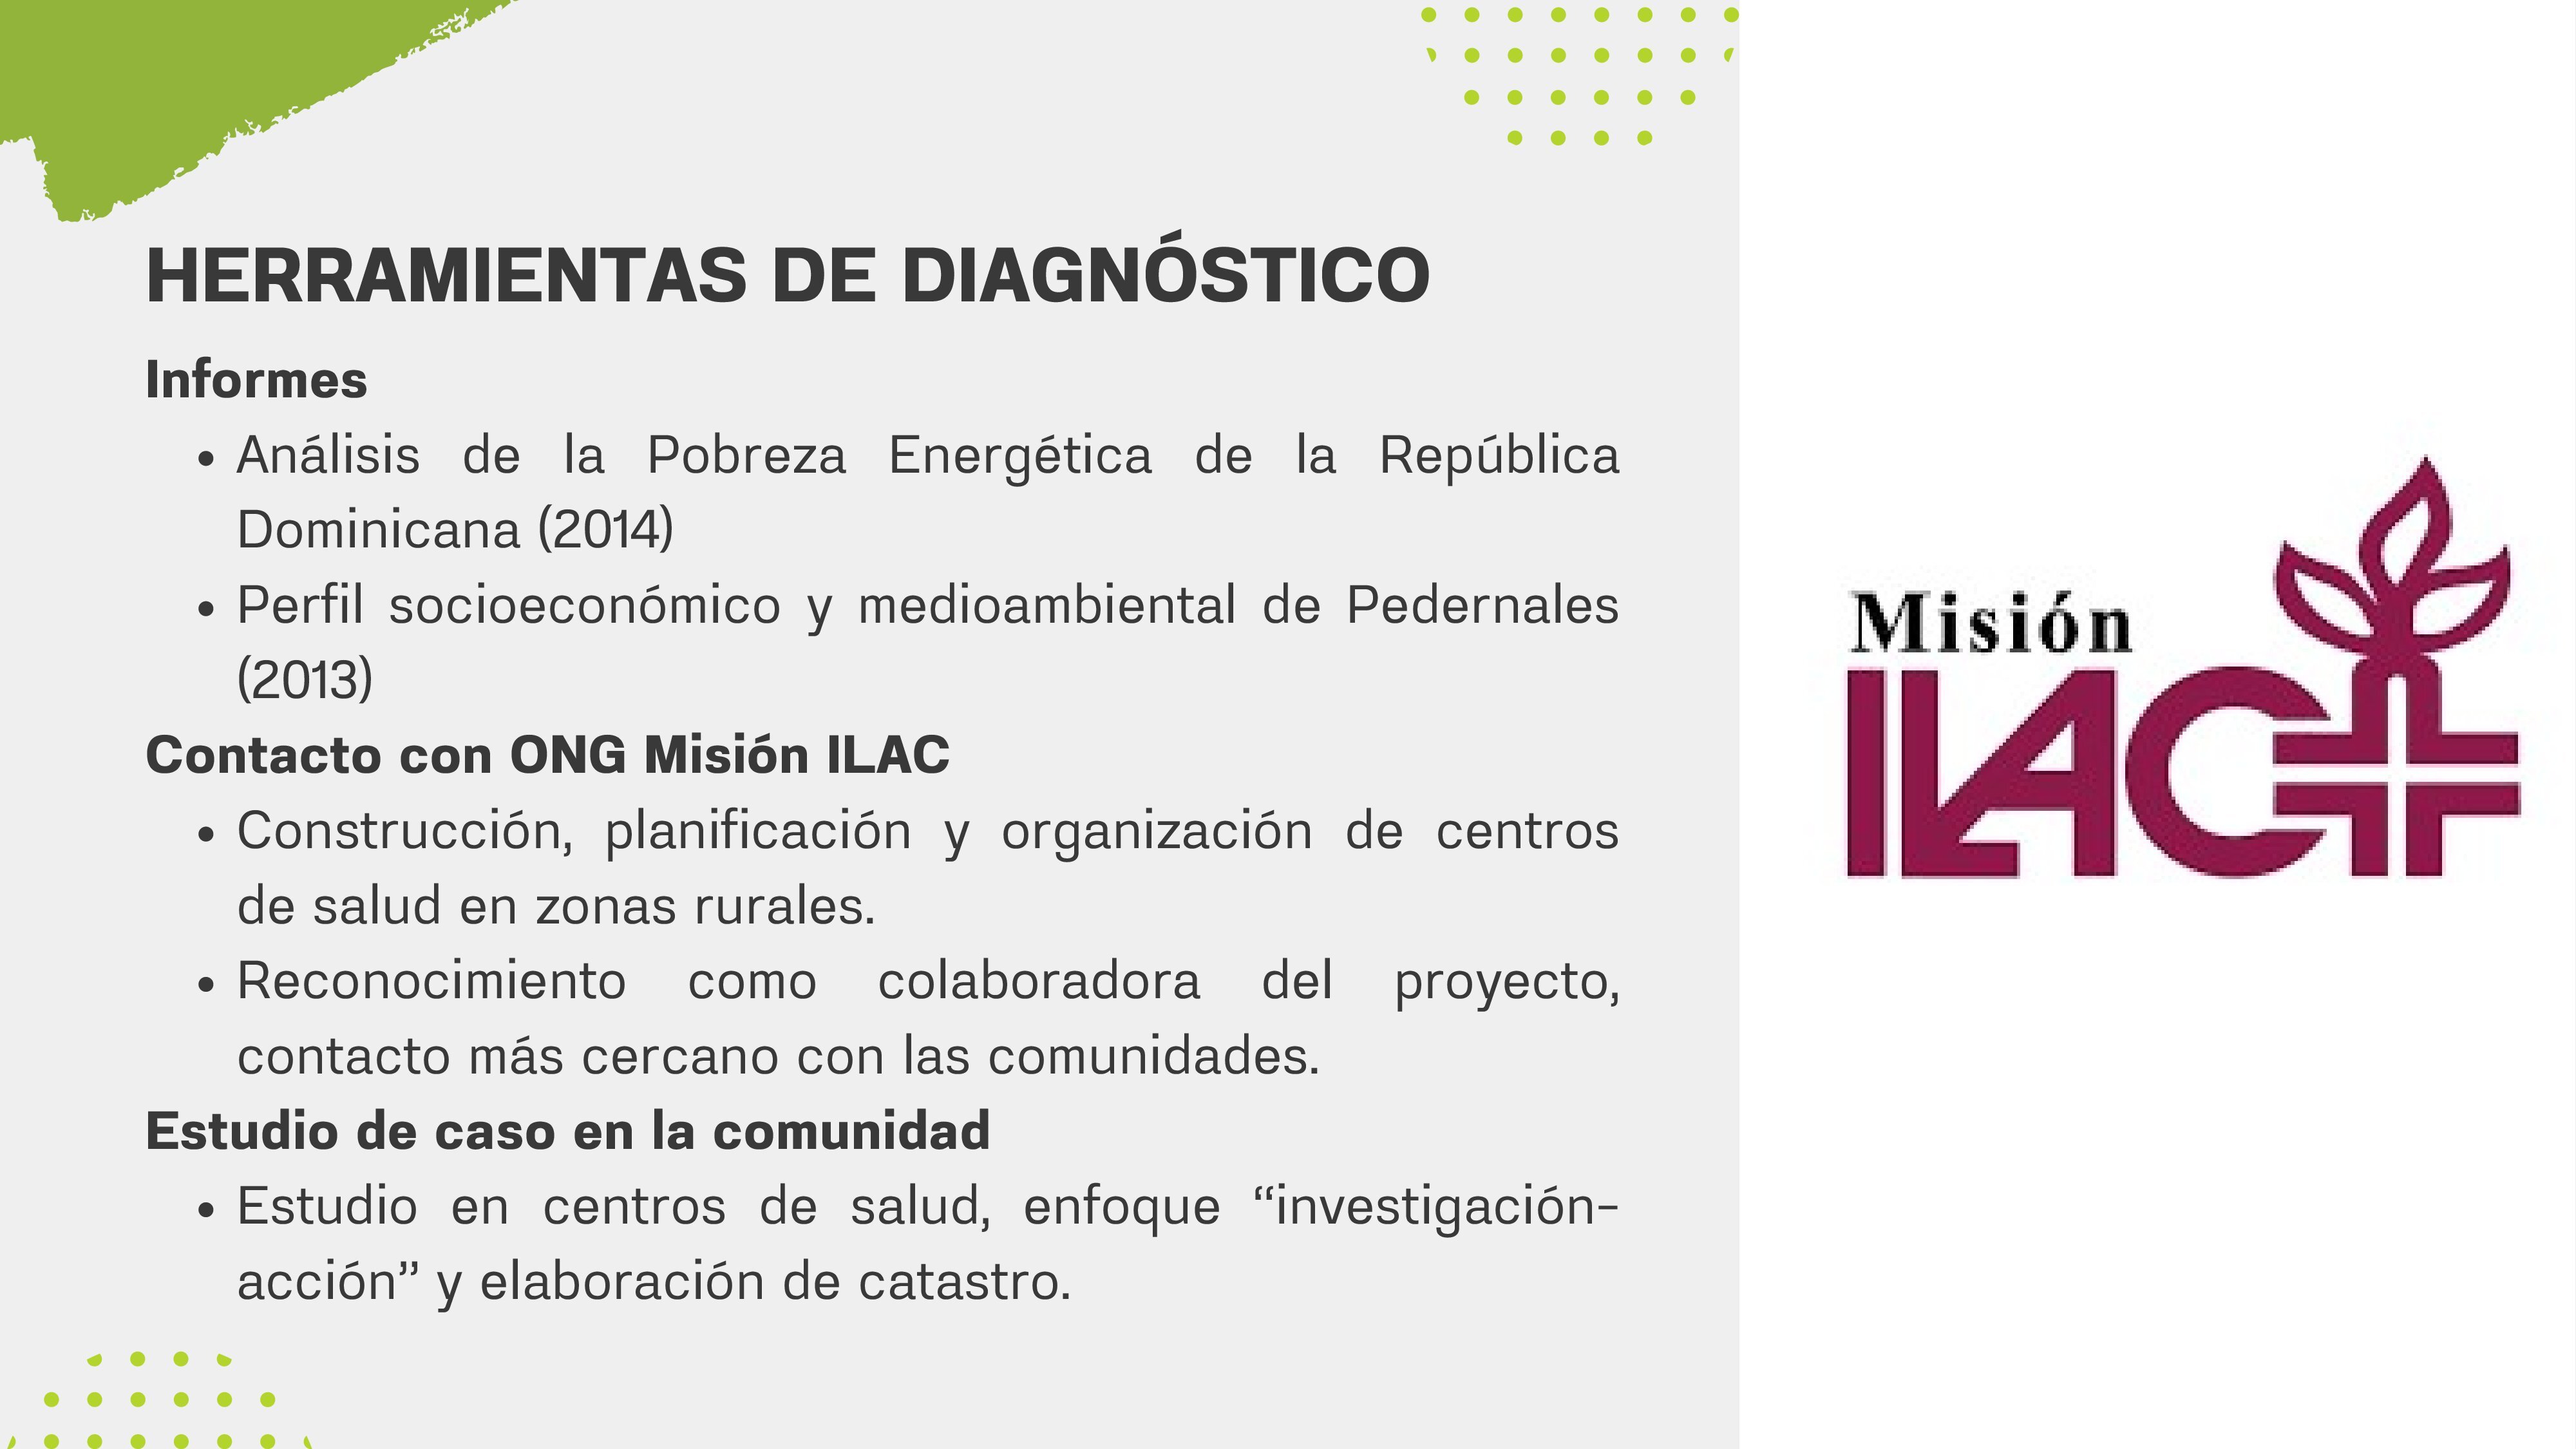 HERRAMIENTAS DE DIAGNÓSTICO
Informes
• Análisis de la Pobreza Energética de la República
Dominicana (2014)
• Perfil socioeconómico y medioambiental de Pedernales
(2013)
Contacto con ONG Misión ILAC
• Construcción, planificación y organización de centros
de salud en zonas rurales.
• Reconocimiento como colaboradora del proyecto,
contacto más cercano con las comunidades.
Estudio de caso en la comunidad
• Estudio en centros de salud, enfoque “investigación-
acción” y elaboración de catastro.
Misión
ILAC